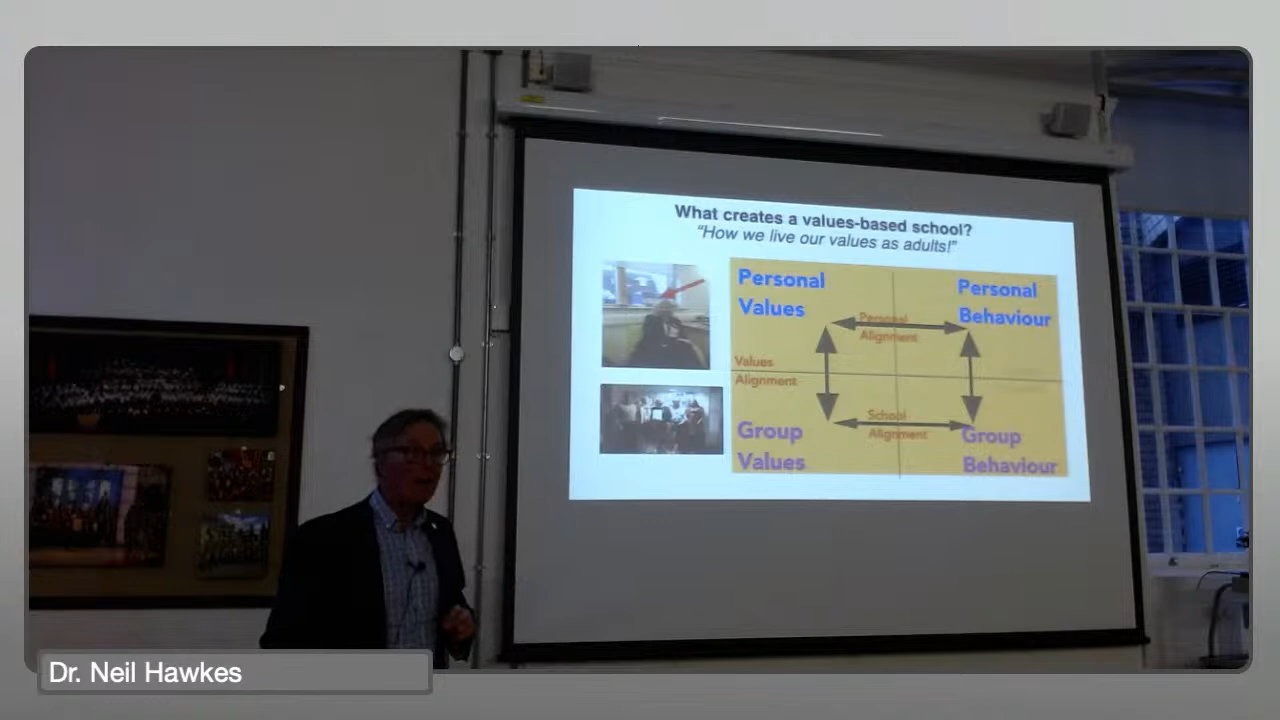 What creates a values-based school?
“How we live our values as adults!”
Personal
Values
Personal
Behaviour
Personal
Alignment
Values
Alignment
School
Alignment
Group
Values
Group
Behaviour
Dr. Neil Hawkes